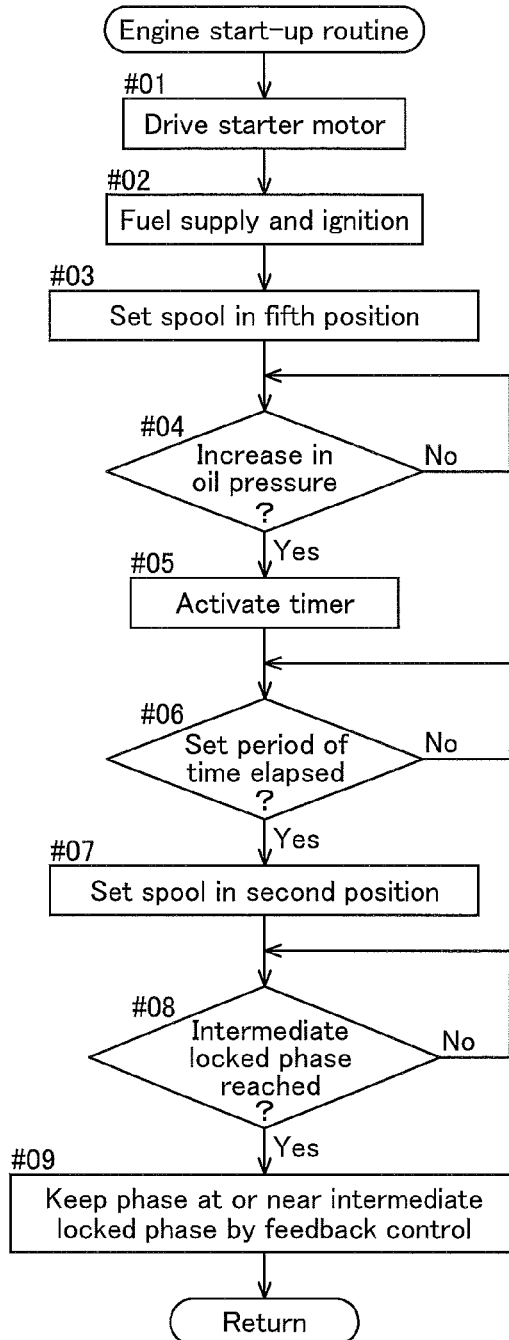 Engine start-up routine
#01
Drive starter motor
#02
Fuel supply and ignition
#03
Set spool in fifth position
#04
Increase in
oil pressure
?
No
Yes
#05
Activate timer
#06
Set period of
time elapsed
?
No
Yes
#07
Set spool in second position
#08
Intermediate
locked phase
reached
?
No
Yes
#09
Keep phase at or near intermediate
locked phase by feedback control
Return